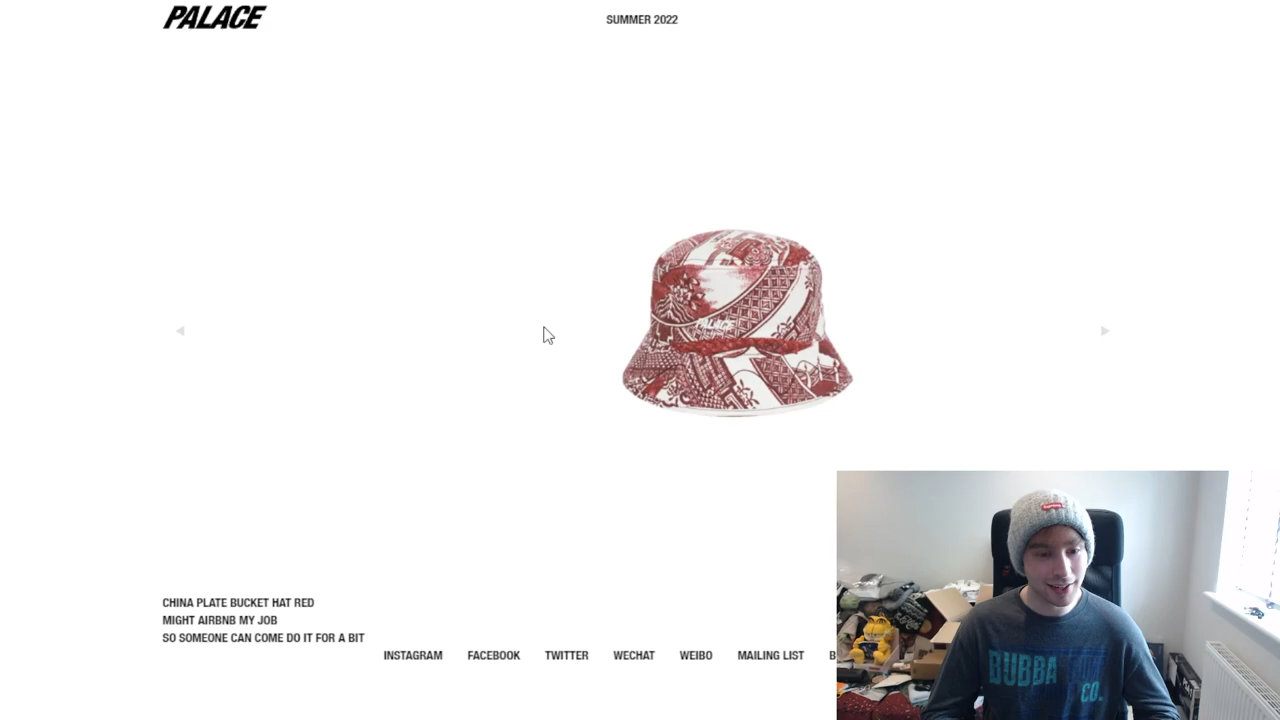 PALACE
SUMMER 2022
PALACE
CHINA PLATE BUCKET HAT RED
MIGHT AIRBNB MY JOB
SO SOMEONE CAN COME DO IT FOR A BIT
INSTAGRAM FACEBOOK TWITTER WECHAT WEIBO MAILING LIST B
Supreme
BUBBA
CO.